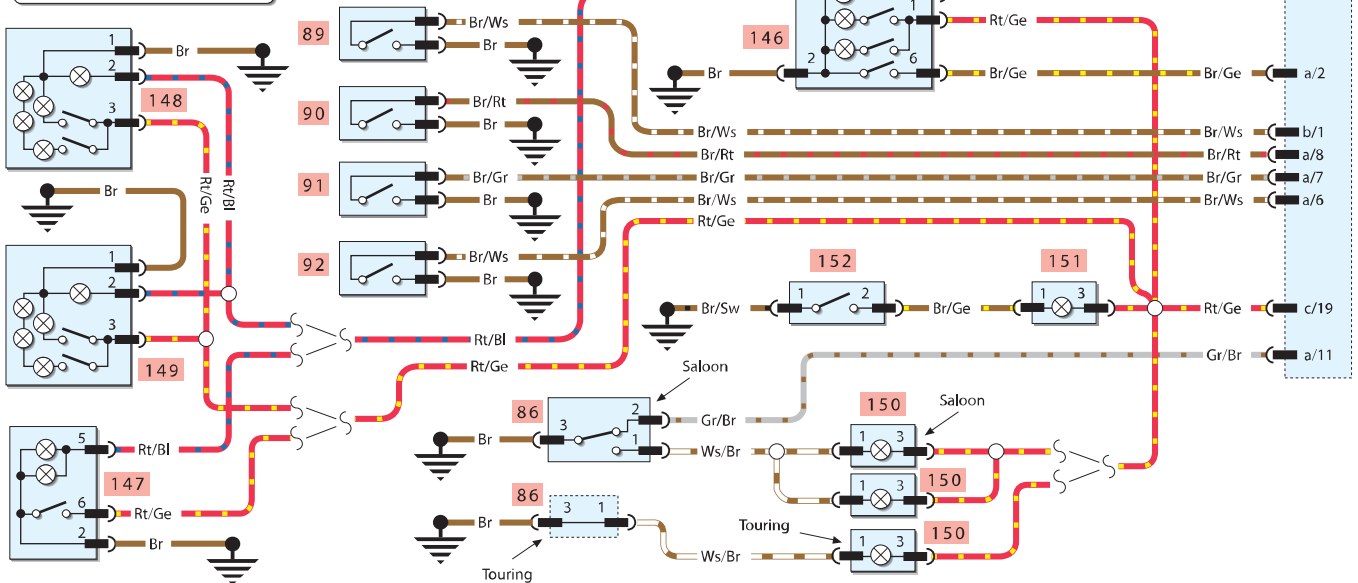 89
Br/Ws
Br
90
Br/Rt
Br
91
Br/Gr
Br
92
Br/Ws
Br
1
Br
2
3
148
Rt/Ge
Rt/Bl
Br
1
2
3
149
5
Rt/Bl
147
6
Rt/Ge
2
Br
Rt/Bl
Rt/Ge
146
Br
2
1
Rt/Ge
6
Br/Ge
Br/Ge
a/2
Br/Ws
Br/Ws
b/1
Br/Rt
Br/Rt
a/8
Br/Gr
Br/Gr
a/7
Br/Ws
Br/Ws
a/6
Rt/Ge
152
151
Br/Sw
1
2
Br/Ge
1
3
Rt/Ge
c/19
Gr/Br
a/11
Saloon
86
Br
3
2
Gr/Br
1
Ws/Br
150
Saloon
1
3
1
3
150
86
Br
3
1
Touring
Ws/Br
Touring
1
3
150